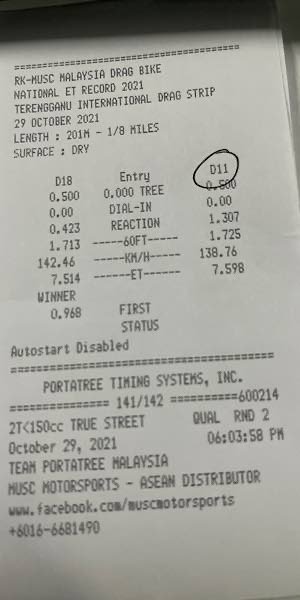 ========================================
RK-MUSC MALAYSIA DRAG BIKE
NATIONAL ET RECORD 2021
TERENGGANU INTERNATIONAL DRAG STRIP
29 OCTOBER 2021
LENGTH : 201M - 1/8 MILES
SURFACE : DRY
D18 Entry D11
0.500 0.000 TREE 0.500
0.00 DIAL-IN 0.00
0.423 REACTION 1.307
1.713 ------60FT------ 1.725
142.46 ------KM/H------ 138.76
7.514 ------ET------- 7.598
WINNER
0.968 FIRST
STATUS
Autostart Disabled
========================================
PORTATREE TIMING SYSTEMS, INC.
=============== 141/142 ==========600214
2T<150cc TRUE STREET QUAL RND 2
October 29, 2021 06:03:58 PM
TEAM PORTATREE MALAYSIA
MUSC MOTORSPORTS - ASEAN DISTRIBUTOR
www.facebook.com/muscmotorsports
+6016-6681490